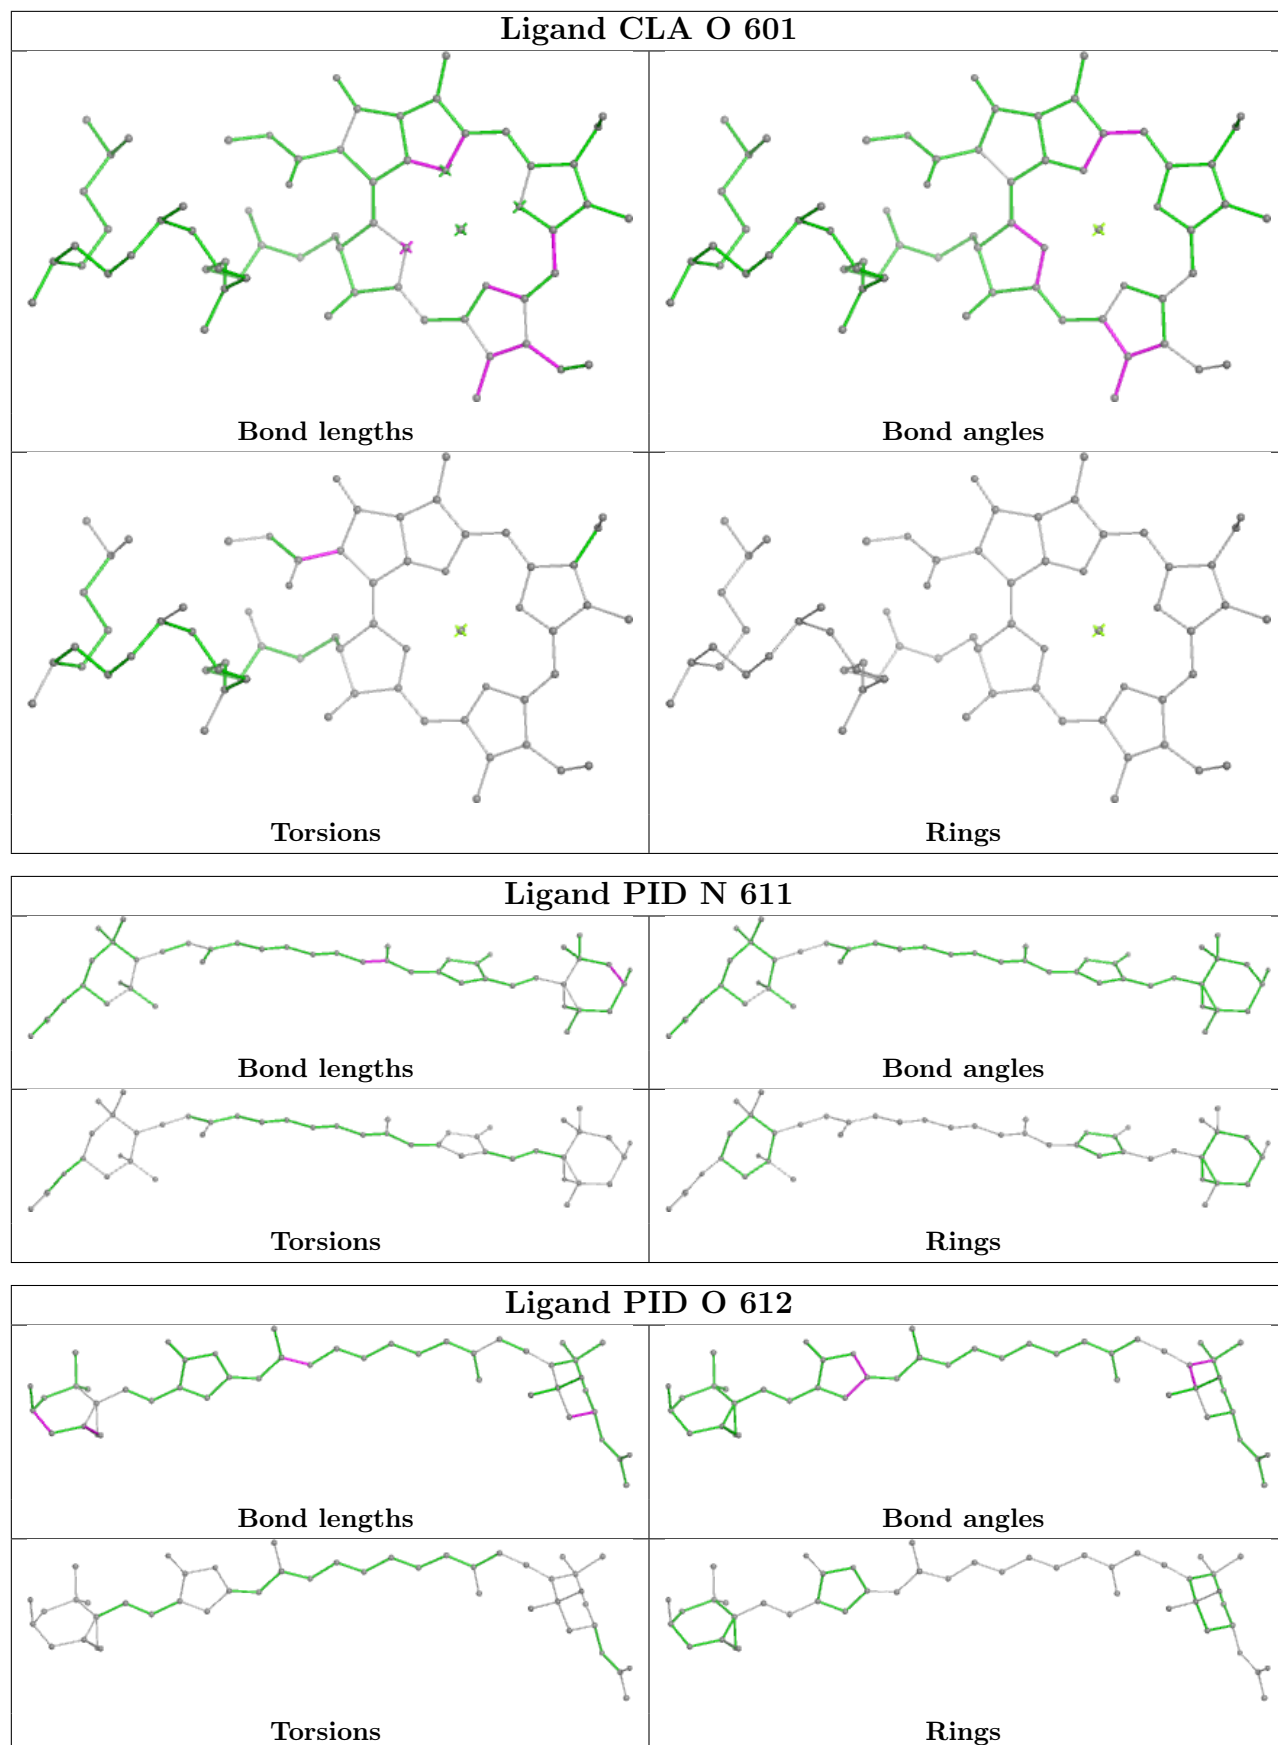 Ligand CLA O 601
Bond lengths
Bond angles
Torsions
Rings
Ligand PID N 611
Bond lengths
Bond angles
Torsions
Rings
Ligand PID O 612
Bond lengths
Bond angles
Torsions
Rings